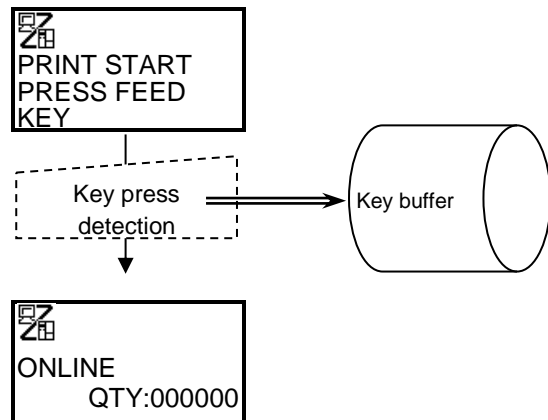 PRINT START
PRESS FEED
KEY
Key press
detection
Key buffer
ONLINE
QTY:000000